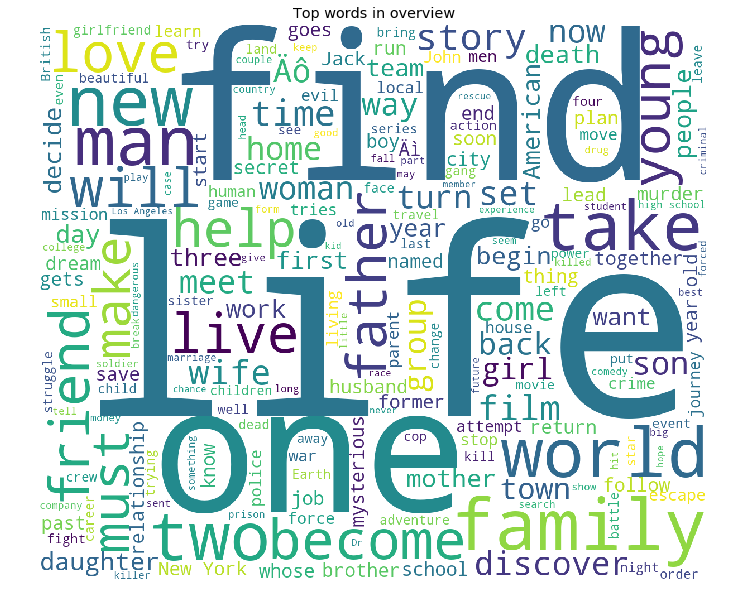 Top words in overview
British
girlfriend
learn
try
goes
land
keep
bring
John
men
story
now
love
find
young
beautiful
couple
run
Jack
team
death
people
leave
even
Äô
country
evil
local
way
rescue
American
four
new
time
head
see
good
boy
Äì
series
end
action
plan
criminal
decide
man
start
home
secret
fall
part
may
gang
soon
city
drug
move
will
play
case
human
woman
face
turn
set
member
lead
murder
high school
mission
Los Angeles
game
form
tries
old
travel
year
experience
go
student
take
day
help
life
father
last
seem
begin
power
killed
together
forced
college
dream
three
give
kid
first
named
thing
year old
gets
make
break
dangerous
meet
left
best
small
sister
work
living
little
parent
come
house
want
live
change
group
back
put
son
journey
friend
soldier
save
marriage
race
girl
movie
comedy
crime
struggle
child
wife
children
chance
long
husband
former
future
film
tell
money
well
never
one
must
relationship
dead
away
cop
attempt
return
event
big
something
know
war
mysterious
stop
kill
world
star
hope
crew
trying
police
Earth
mother
town
hit
show
follow
company
career
sent
job
escape
past
prison
force
adventure
search
battle
fight
two
become
Dr
family
daughter
killer
New York
whose
brother
school
discover
night
order